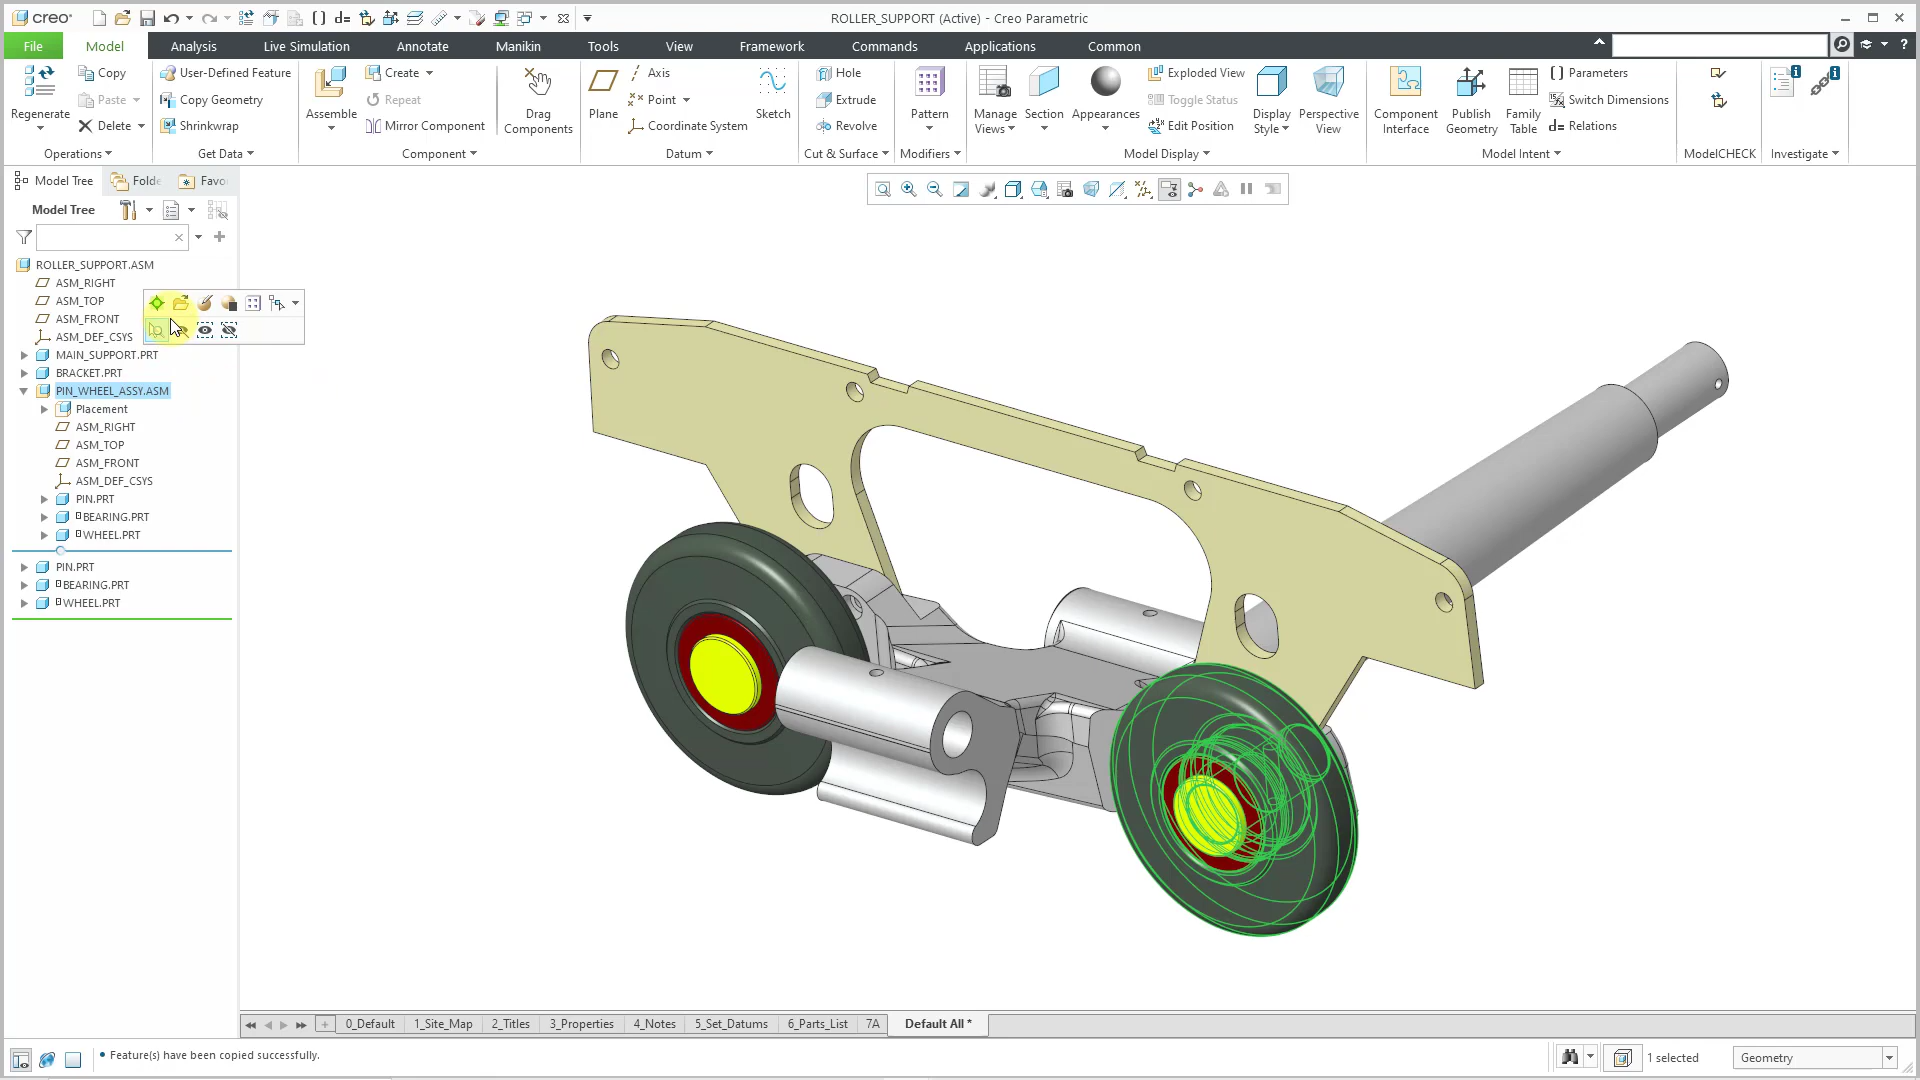 creo
ROLLER_SUPPORT (Active) - Creo Parametric
File Model Analysis Live Simulation Annotate Manikin Tools View Framework Commands Applications Common
Copy User-Defined Feature Create Axis Hole Exploded View Parameters
Regenerate Paste Copy Geometry Assemble Repeat Drag Components Plane Point Sketch Extrude Pattern Manage Views Section Appearances Toggle Status Display Style Perspective View Component Interface Publish Geometry Family Table Switch Dimensions
Delete Shrinkwrap Mirror Component Coordinate System Revolve Edit Position Relations
Operations Get Data Component Datum Cut & Surface Modifiers Model Display Model Intent ModelCHECK Investigate
Model Tree Folde Favo
Model Tree
ROLLER_SUPPORT.ASM
ASM_RIGHT
ASM_TOP
ASM_FRONT
ASM_DEF_CSYS
MAIN_SUPPORT.PRT
BRACKET.PRT
PIN_WHEEL_ASSY.ASM
Placement
ASM_RIGHT
ASM_TOP
ASM_FRONT
ASM_DEF_CSYS
PIN.PRT
BEARING.PRT
WHEEL.PRT
PIN.PRT
BEARING.PRT
WHEEL.PRT
0_Default 1_Site_Map 2_Titles 3_Properties 4_Notes 5_Set_Datums 6_Parts_List 7A Default All *
• Feature(s) have been copied successfully.
1 selected
Geometry